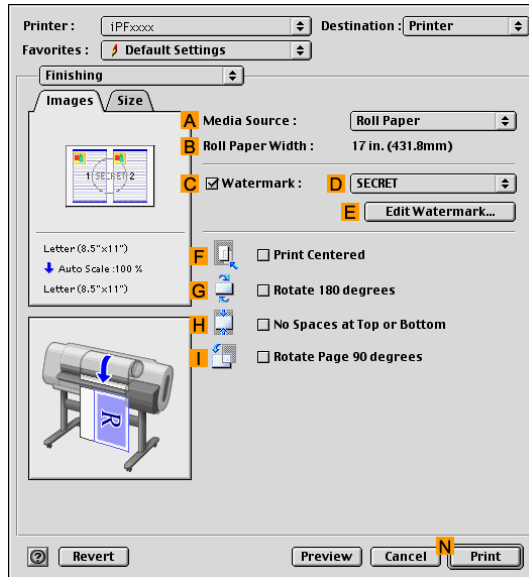 Printer : iPFxxxx Destination : Printer
Favorites : Default Settings
Finishing
Images Size
A Media Source : Roll Paper
B Roll Paper Width : 17 in. (431.8mm)
1 SECRET 2
C Watermark : D SECRET
E Edit Watermark...
Letter (8.5"x11")
Auto Scale :100 %
Letter (8.5"x11")
F Print Centered
G Rotate 180 degrees
H No Spaces at Top or Bottom
I Rotate Page 90 degrees
R
N
? Revert Preview Cancel Print